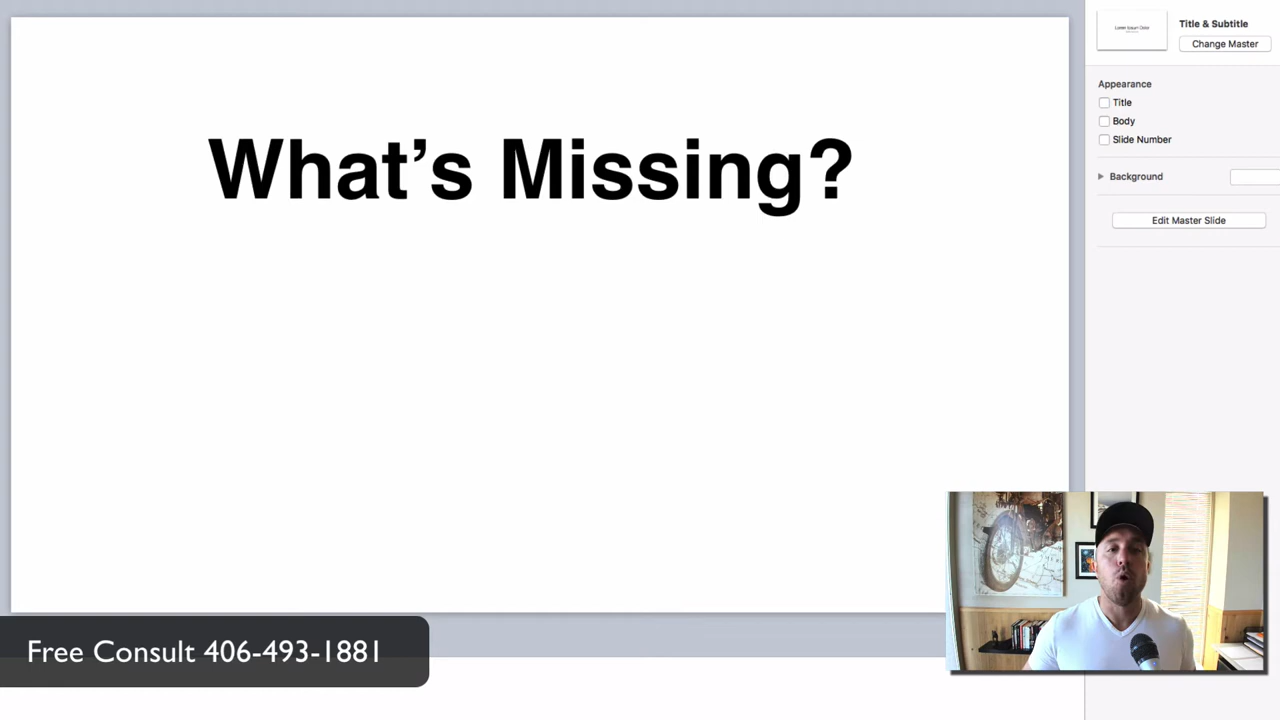 What's Missing?
Title & Subtitle
Change Master
Appearance
Title
Body
Slide Number
Background
Edit Master Slide
Free Consult 406-493-1881